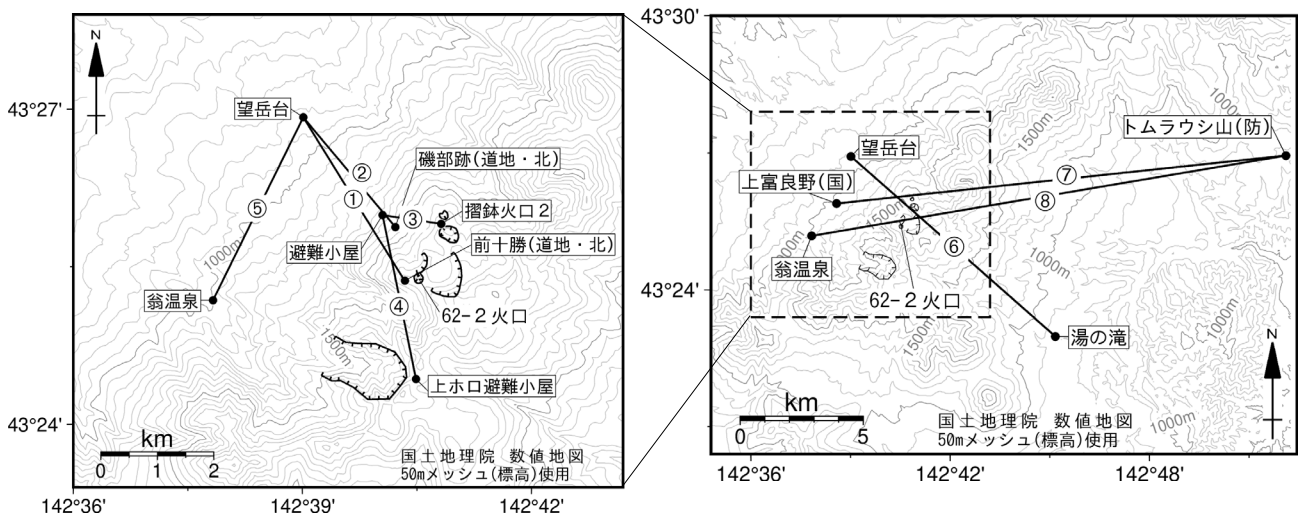 N
43°27'
43°24'
142°36'
142°39'
142°42'
望岳台
磯部跡(道地・北)
②
①
③
摺鉢火口2
⑤
避難小屋
前十勝(道地・北)
1000m
翁温泉
④
62-2火口
1500m
上ホロ避難小屋
km
0
2
国土地理院 数値地図
50mメッシュ(標高)使用
43°30'
43°24'
142°36'
142°42'
142°48'
1000m
1500m
トムラウシ山(防)
望岳台
⑦
上富良野(国)
⑧
1500m
1000m
⑥
1000m
翁温泉
62-2火口
1000m
1500m
湯の滝
N
km
0
5
国土地理院 数値地図
50mメッシュ(標高)使用
1000m